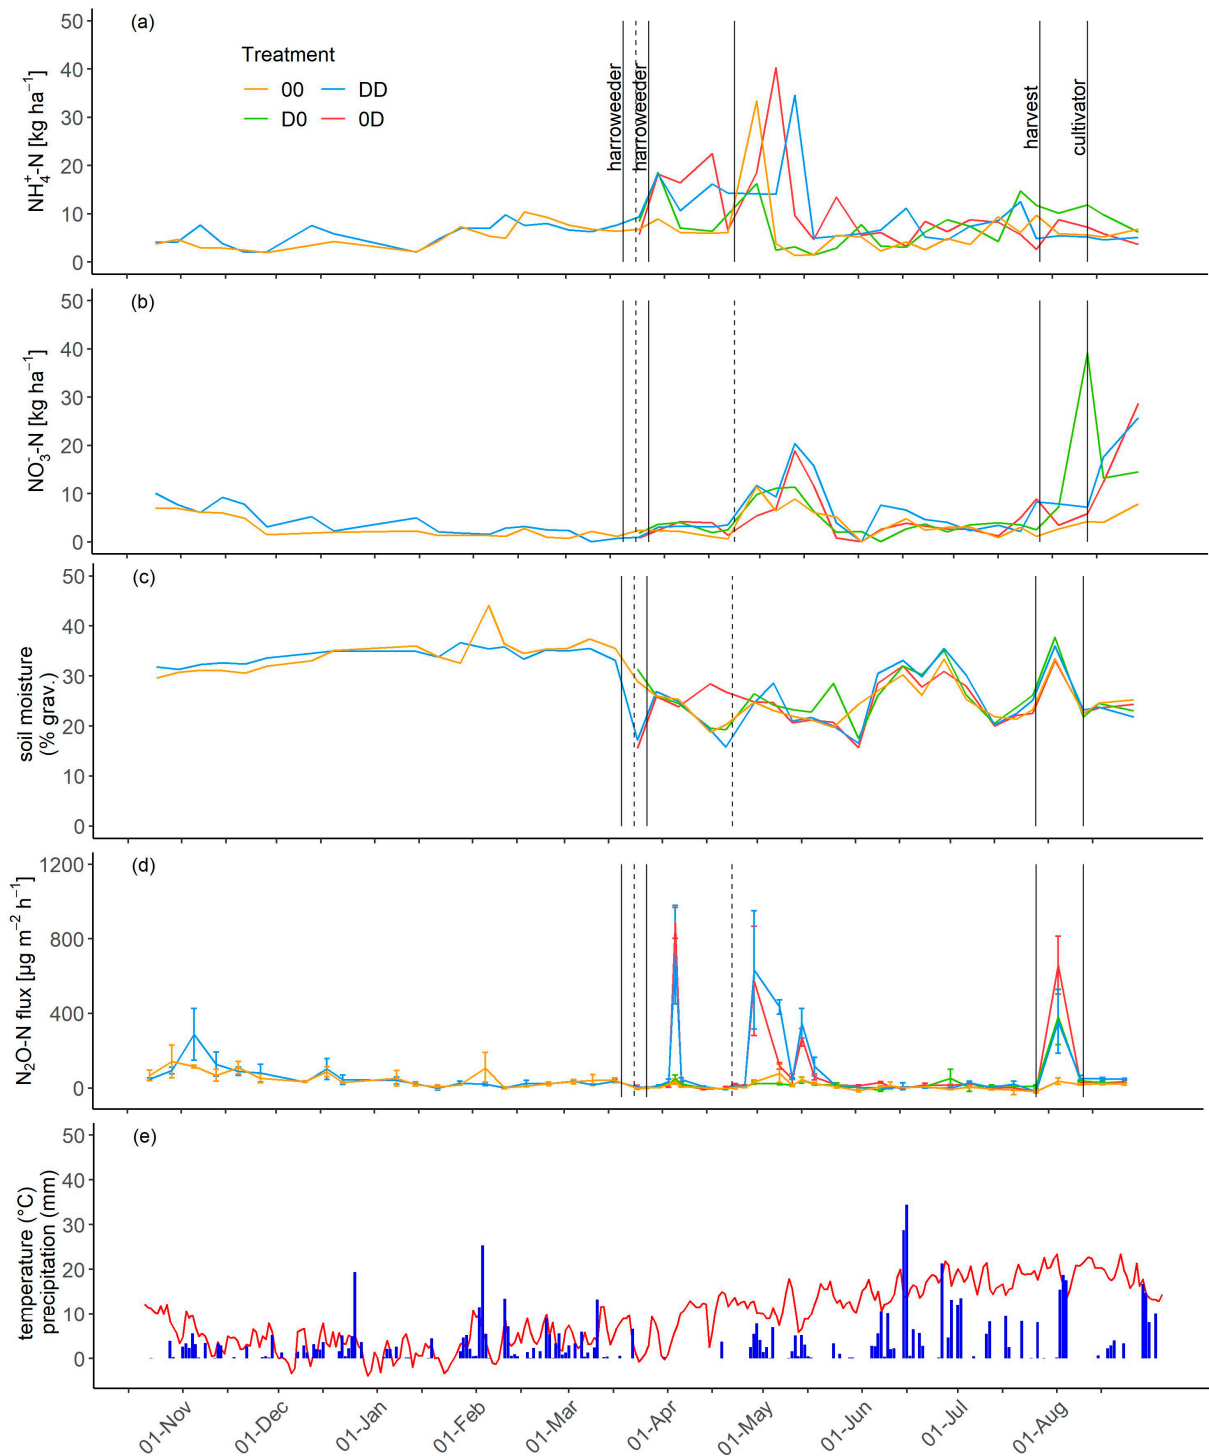 (a)
50
40
30
20
10
0
NH₄⁺-N [kg ha⁻¹]
Treatment
00 DD
D0 0D
harroweeder
harroweeder
harvest
cultivator
(b)
50
40
30
20
10
0
NO₃⁻-N [kg ha⁻¹]
(c)
50
40
30
20
10
0
soil moisture
(% grav.)
(d)
1200
800
400
0
N₂O-N flux [µg m⁻² h⁻¹]
(e)
50
40
30
20
10
0
temperature (°C)
precipitation (mm)
01-Nov 01-Dec 01-Jan 01-Feb 01-Mar 01-Apr 01-May 01-Jun 01-Jul 01-Aug